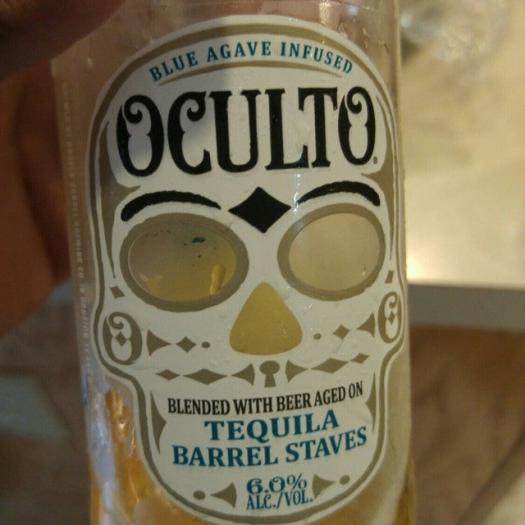 BLUE AGAVE INFUSED
OCULTO
BLENDED WITH BEER AGED ON
TEQUILA
BARREL STAVES
6.0%
ALC./VOL.